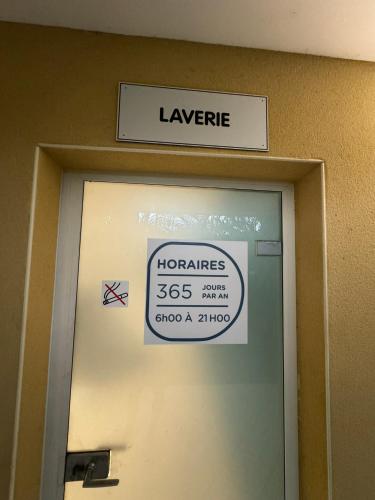 LAVERIE
HORAIRES
365 JOURS
PAR AN
6h00 À 21H00